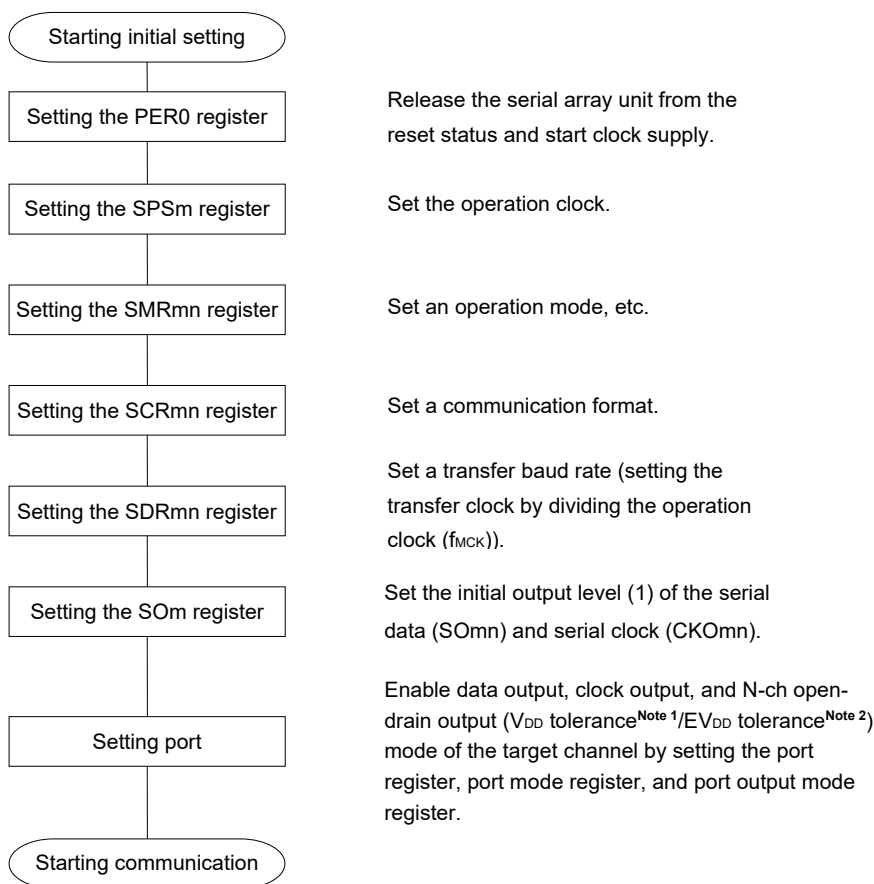 Starting initial setting
Setting the PER0 register
Release the serial array unit from the
reset status and start clock supply.
Setting the SPSm register
Set the operation clock.
Setting the SMRmn register
Set an operation mode, etc.
Setting the SCRmn register
Set a communication format.
Setting the SDRmn register
Set a transfer baud rate (setting the
transfer clock by dividing the operation
clock (fMCK)).
Setting the SOm register
Set the initial output level (1) of the serial
data (SOmn) and serial clock (CKOmn).
Setting port
Enable data output, clock output, and N-ch open-
drain output (VDD toleranceNote 1/EVDD toleranceNote 2)
mode of the target channel by setting the port
register, port mode register, and port output mode
register.
Starting communication